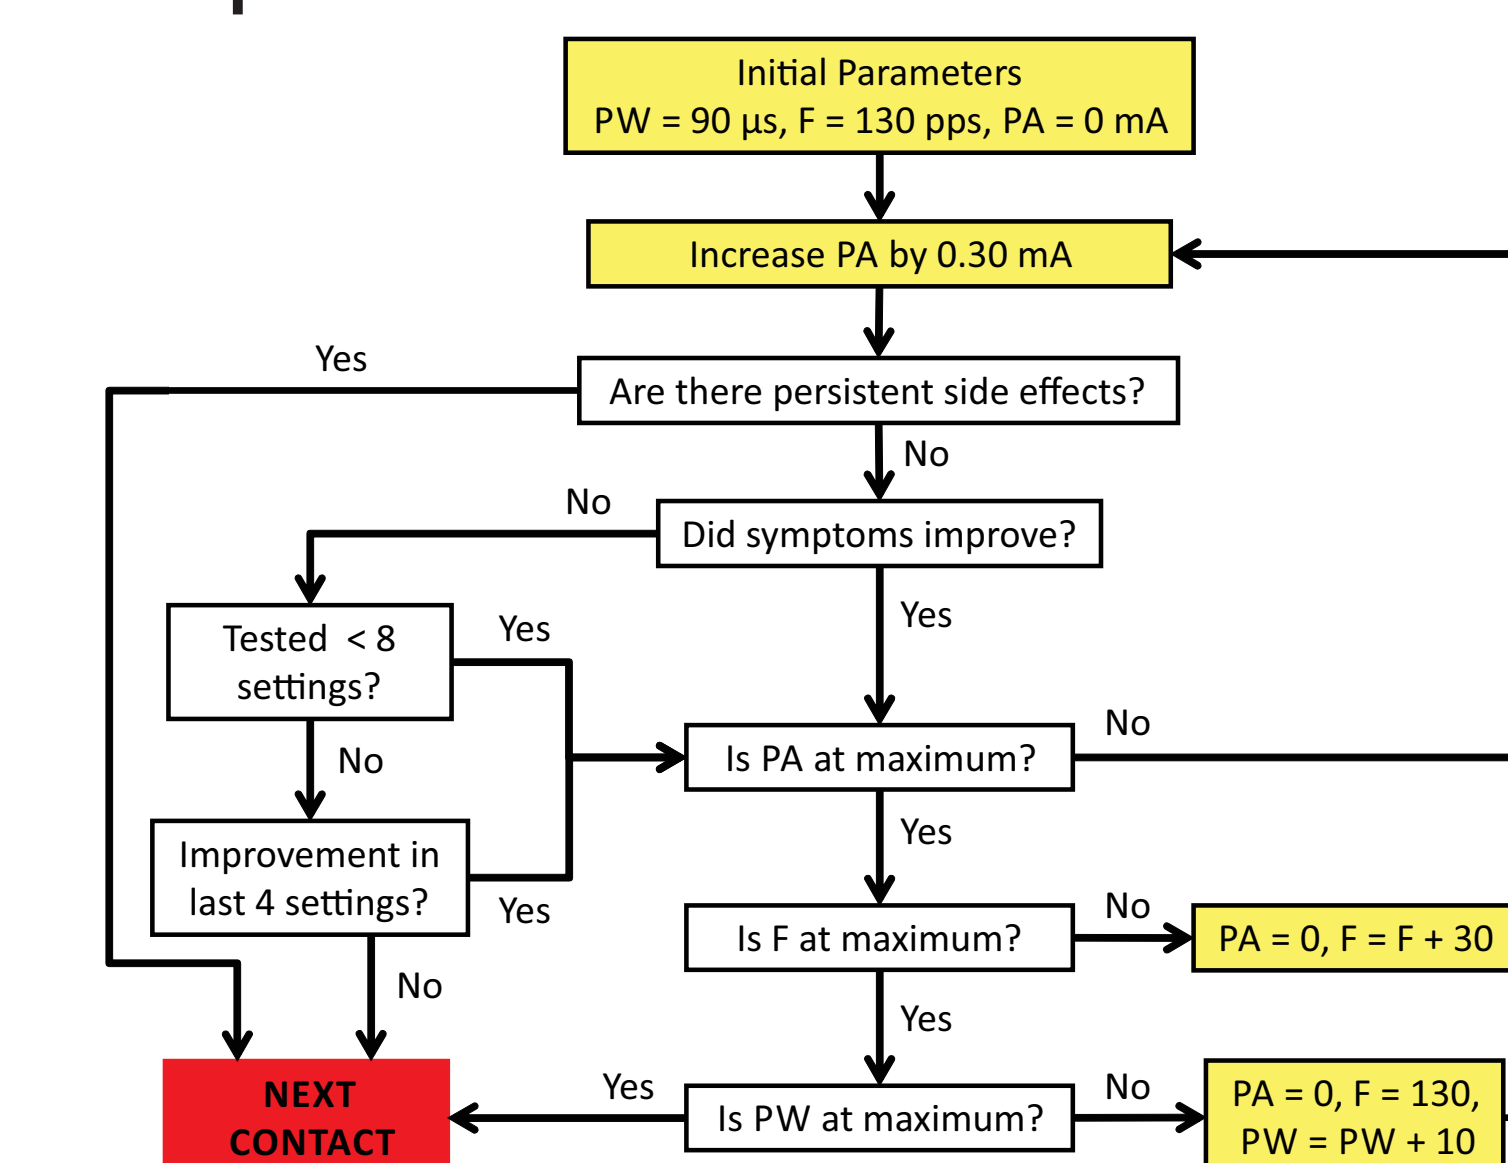 Initial Parameters
PW = 90 μs, F = 130 pps, PA = 0 mA
Increase PA by 0.30 mA
Yes
Are there persistent side effects?
No
No
Did symptoms improve?
Yes
Tested < 8
settings?
Yes
No
Is PA at maximum?
No
Improvement in
last 4 settings?
Yes
Yes
No
Is F at maximum?
No
PA = 0, F = F + 30
Yes
NEXT
CONTACT
Yes
Is PW at maximum?
No
PA = 0, F = 130,
PW = PW + 10